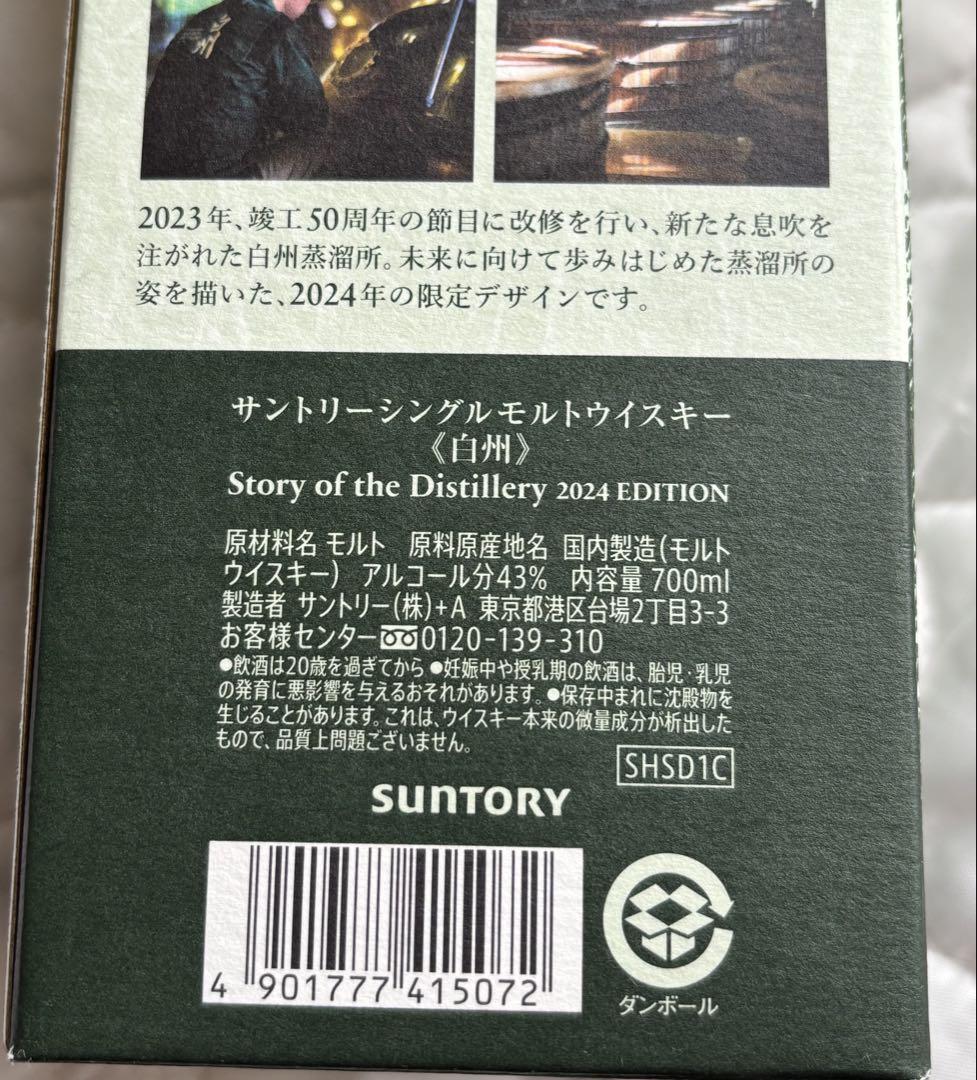 2023年、竣工50周年の節目に改修を行い、新たな息吹を
注がれた白州蒸溜所。未来に向けて歩みはじめた蒸溜所の
姿を描いた、2024年の限定デザインです。
サントリーシングルモルトウイスキー
《白州》
Story of the Distillery 2024 EDITION
原材料名 モルト 原料原産地名 国内製造(モルト
ウイスキー) アルコール分43% 内容量 700ml
製造者 サントリー(株)+A 東京都港区台場2丁目3-3
お客様センター 0120-139-310
●飲酒は20歳を過ぎてから ●妊娠中や授乳期の飲酒は、胎児・乳児
の発育に悪影響を与えるおそれがあります。●保存中まれに沈殿物を
生じることがあります。これは、ウイスキー本来の微量成分が析出した
もので、品質上問題ございません。
SHSD1C
SUNTORY
4 901777 415072
ダンボール